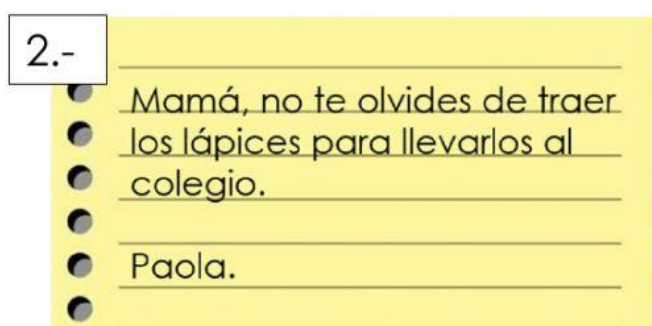 2.-
Mamá, no te olvides de traer
los lápices para llevarlos al
colegio.
Paola.